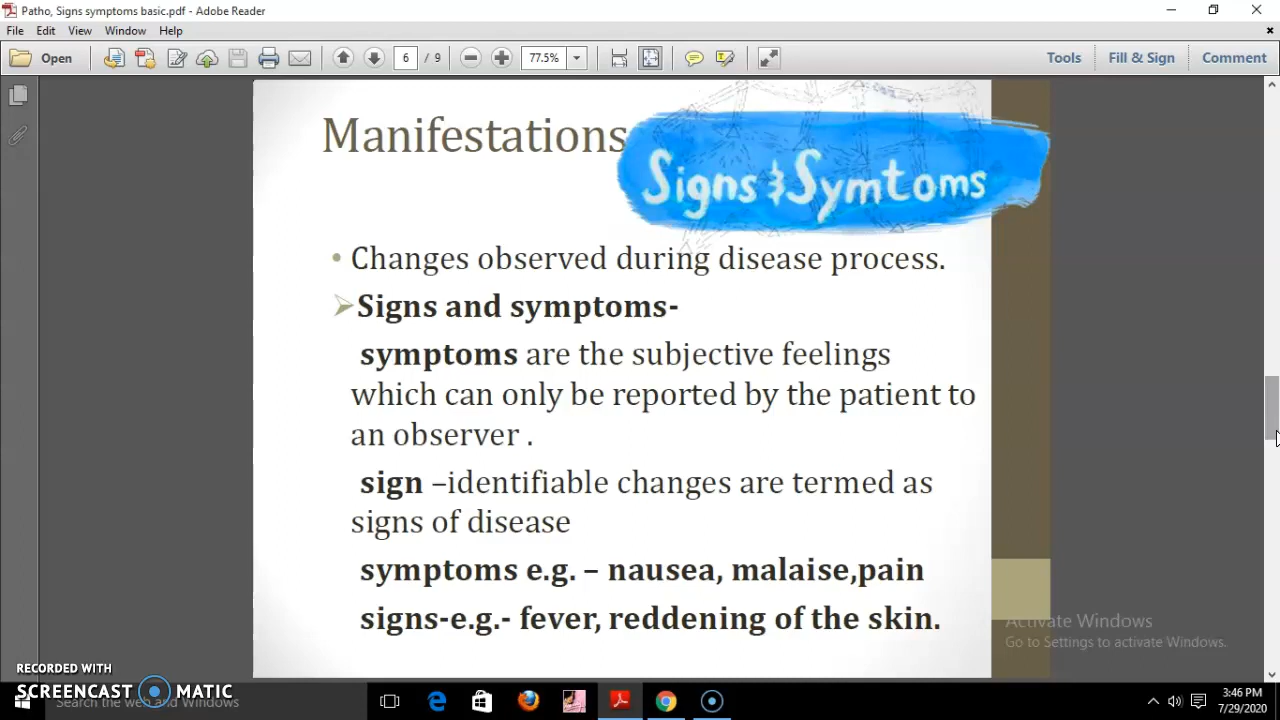 Patho, Signs symptoms basic.pdf - Adobe Reader
File Edit View Window Help
Open 6 / 9 77.5% Tools Fill & Sign Comment
Manifestations
Signs & Symtoms
• Changes observed during disease process.
➢ Signs and symptoms-
symptoms are the subjective feelings
which can only be reported by the patient to
an observer .
sign –identifiable changes are termed as
signs of disease
symptoms e.g. – nausea, malaise,pain
signs-e.g.- fever, reddening of the skin.
Activate Windows
Go to Settings to activate Windows.
RECORDED WITH
SCREENCAST MATIC
Search the web and Windows
3:46 PM
7/29/2020